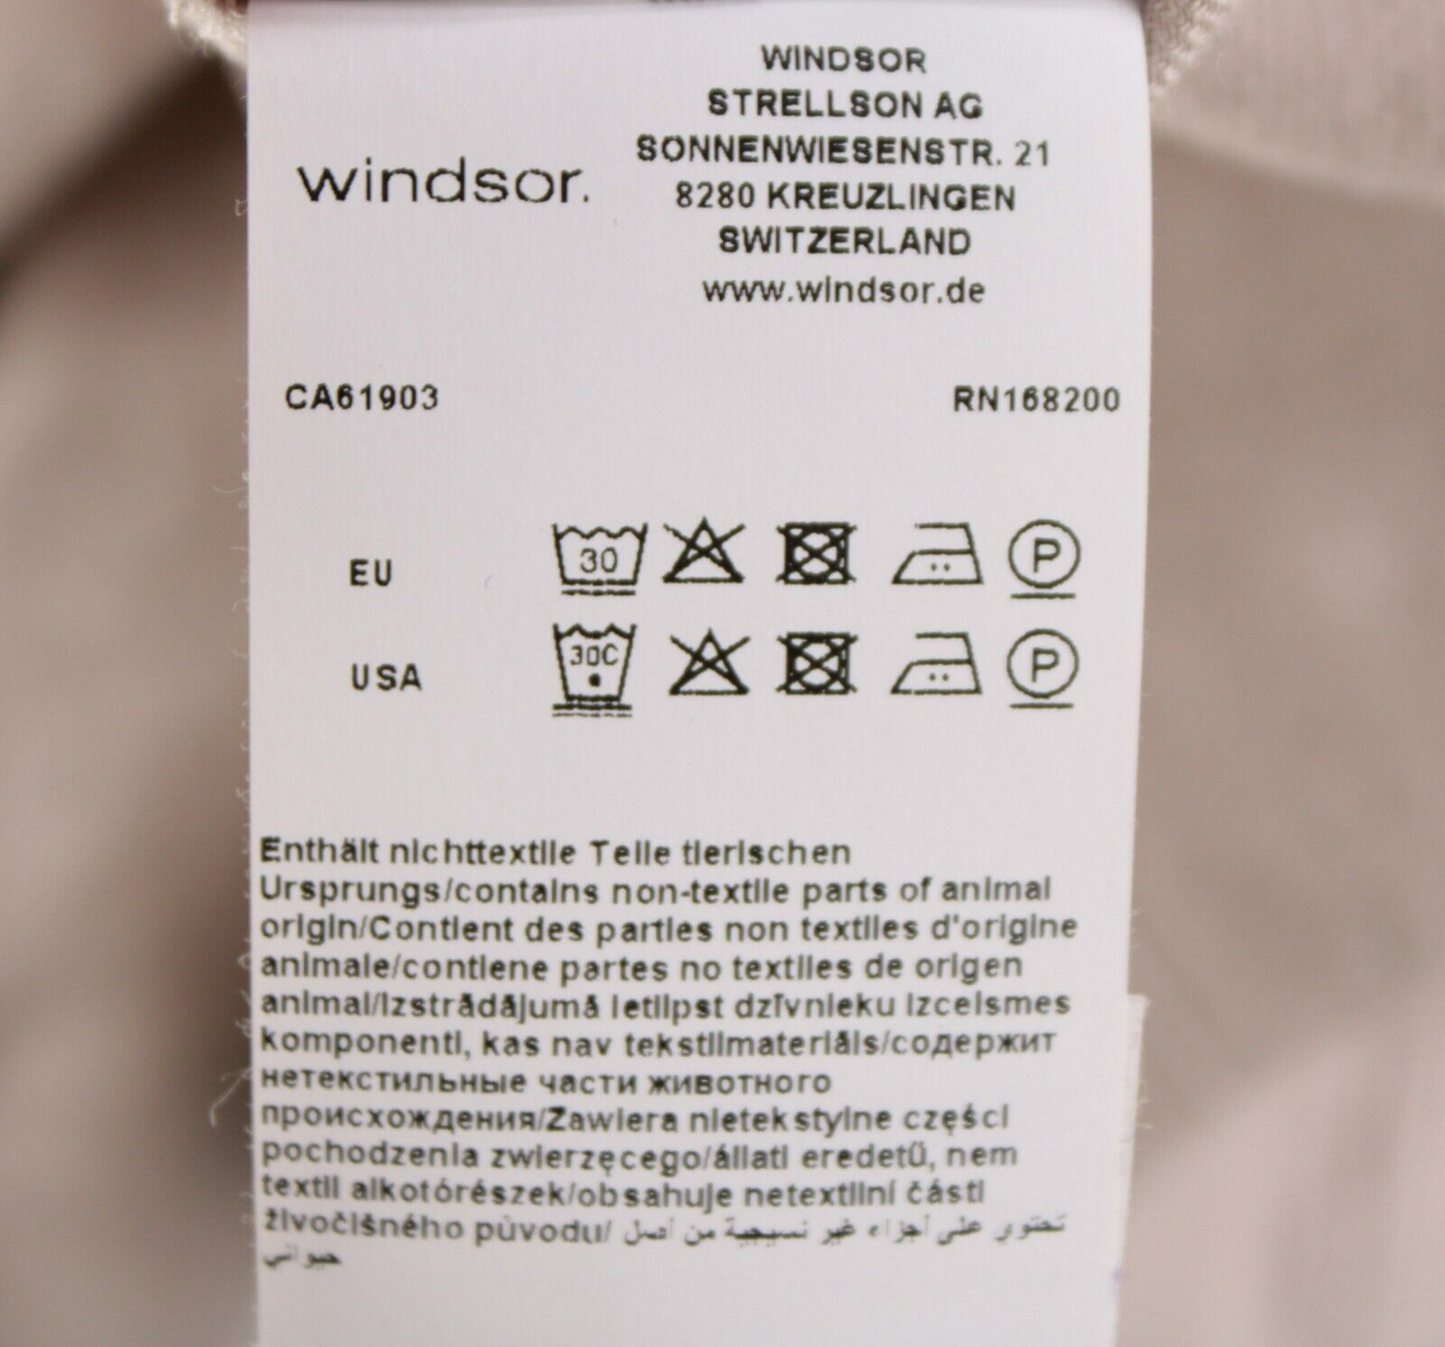 WINDSOR
STRELLSON AG
SONNENWIESENSTR. 21
8280 KREUZLINGEN
SWITZERLAND
www.windsor.de
windsor.
CA61903 RN168200
EU 30 P
USA 30C P
Enthält nichttextile Teile tierischen
Ursprungs/contains non-textile parts of animal
origin/Contient des parties non textiles d'origine
animale/contiene partes no textiles de origen
animal/Izstrādājumā ietilpst dzīvnieku izcelsmes
komponenti, kas nav tekstilmateriāls/содержит
нетекстильные части животного
происхождения/Zawiera nietekstylne części
pochodzenia zwierzęcego/állati eredetű, nem
textil alkotórészek/obsahuje netextilní části
živočišného původu/ تحتوي على أجزاء غير نسيجية من أصل
حيواني